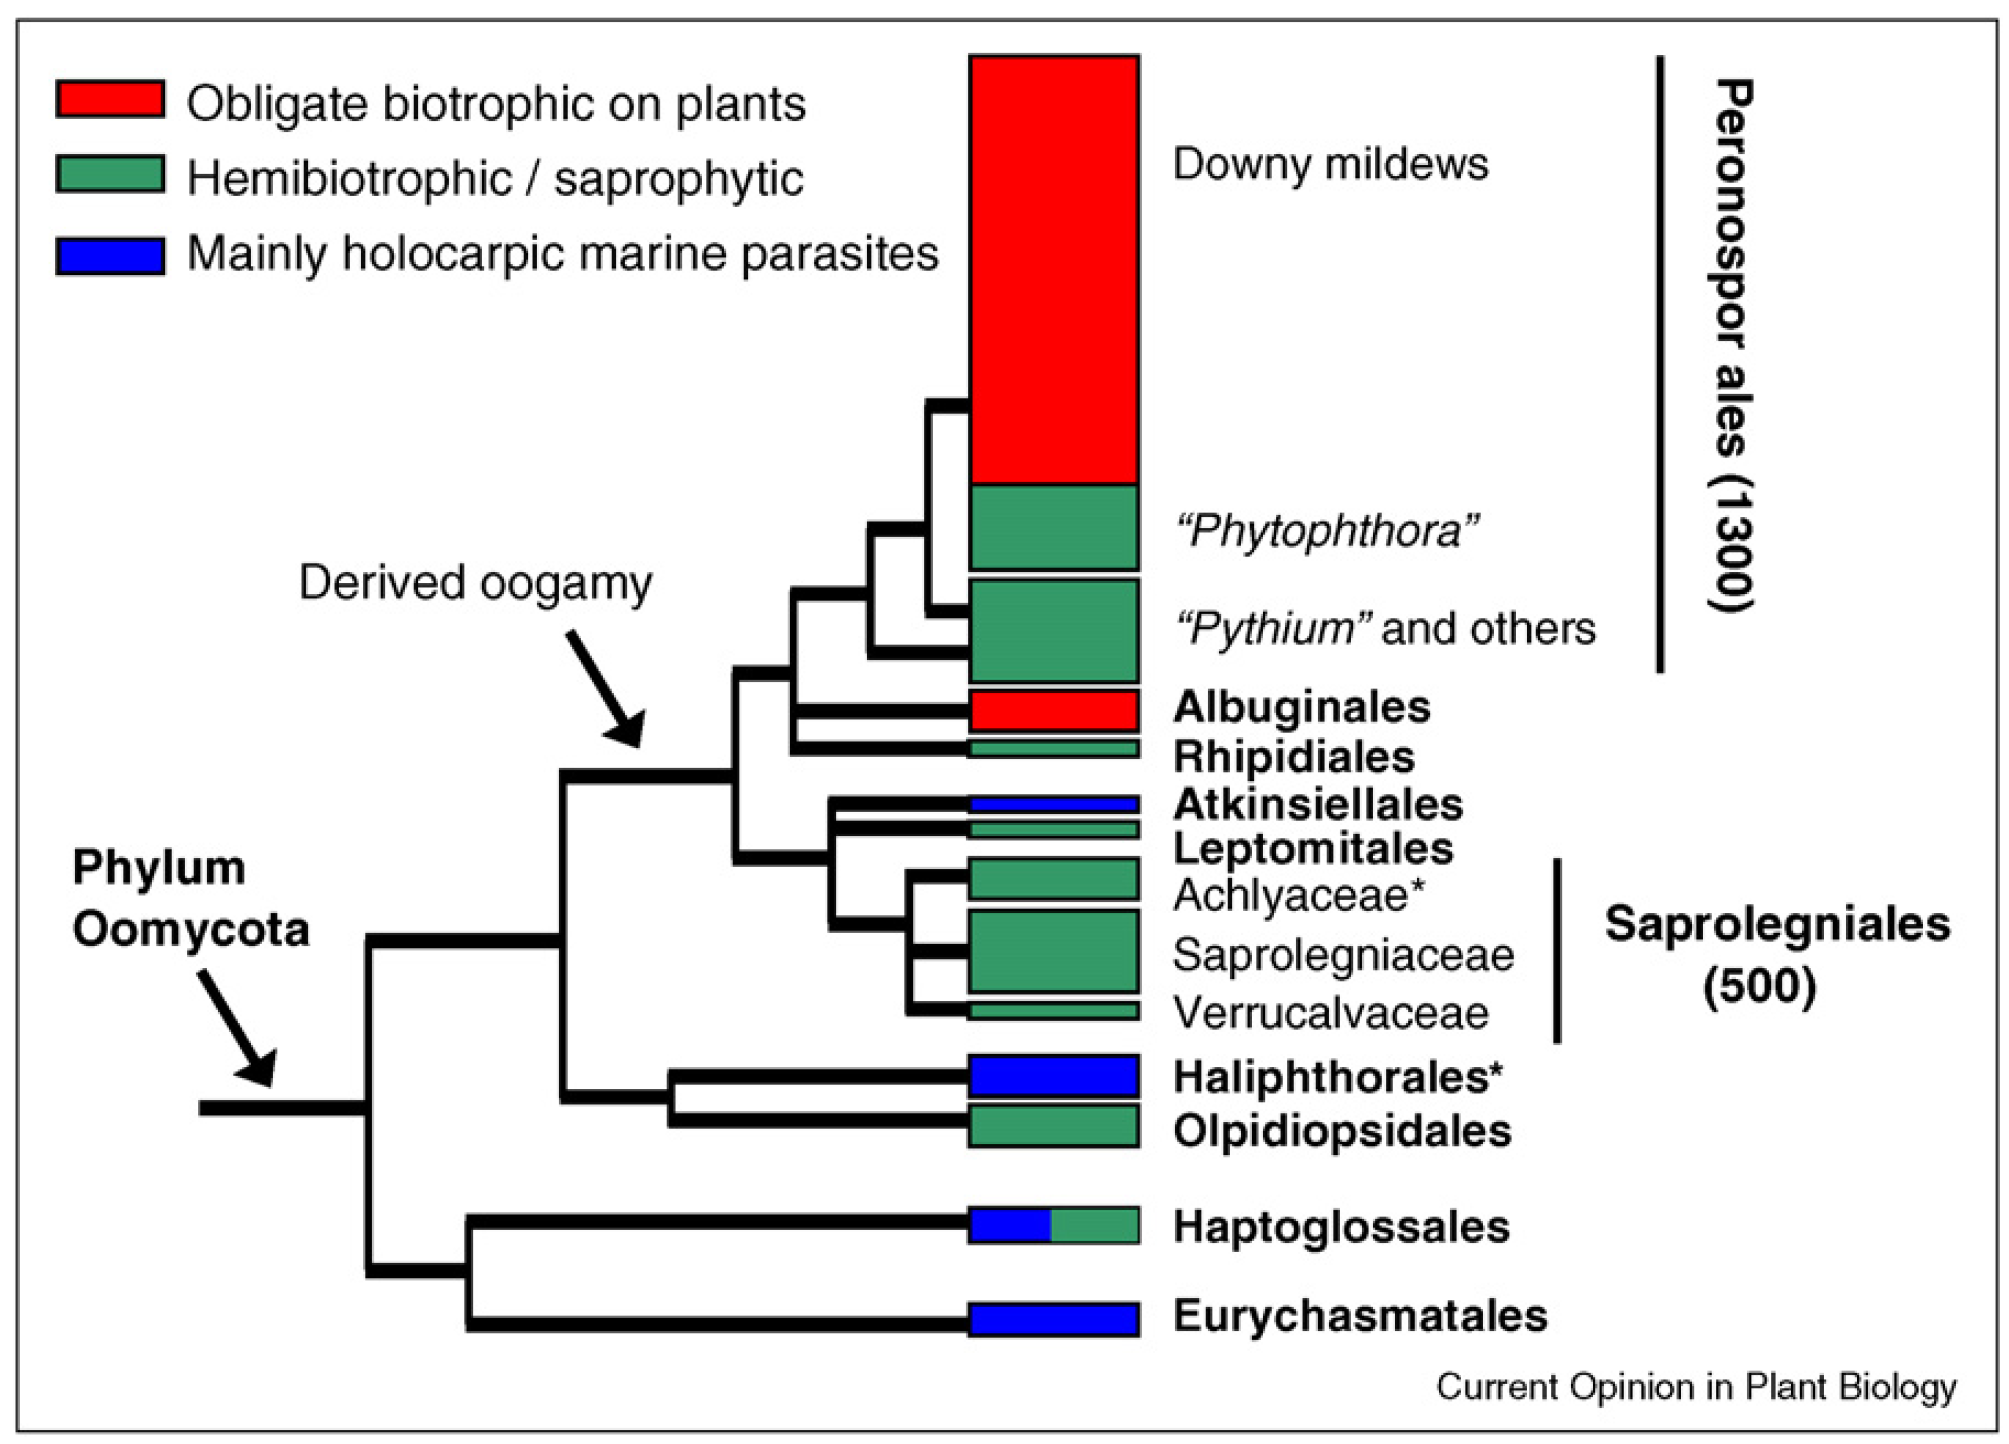 Obligate biotrophic on plants
Hemibiotrophic / saprophytic
Mainly holocarpic marine parasites
Downy mildews
“Phytophthora”
“Pythium” and others
Peronospor ales (1300)
Derived oogamy
Albuginales
Rhipidiales
Atkinsiellales
Leptomitales
Achlyaceae*
Saprolegniaceae
Verrucalvaceae
Saprolegniales
(500)
Phylum
Oomycota
Haliphthorales*
Olpidiopsidales
Haptoglossales
Eurychasmatales
Current Opinion in Plant Biology